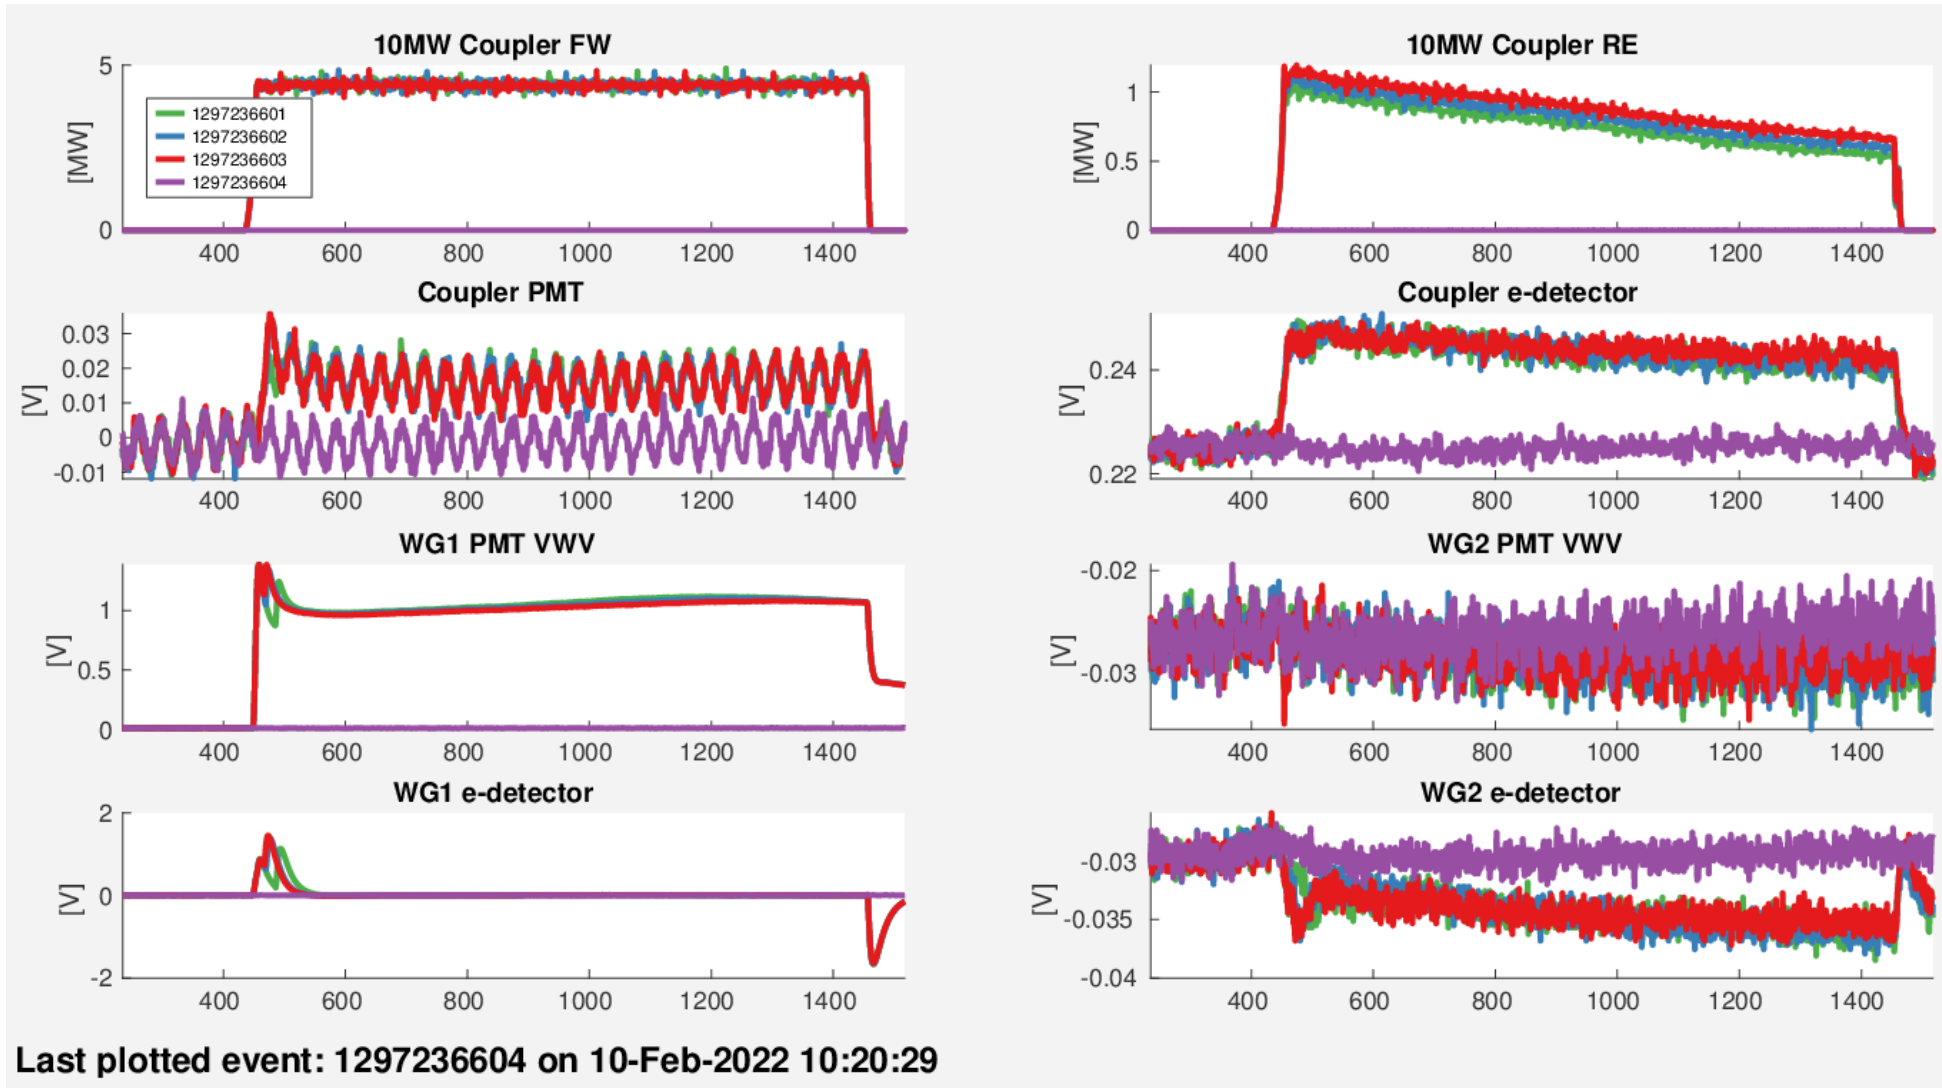 10MW Coupler FW
5
[MW]
0
1297236601
1297236602
1297236603
1297236604
400 600 800 1000 1200 1400
10MW Coupler RE
1
[MW]
0.5
0
400 600 800 1000 1200 1400
Coupler PMT
0.03
0.02
[V]
0.01
0
-0.01
400 600 800 1000 1200 1400
Coupler e-detector
0.24
[V]
0.22
400 600 800 1000 1200 1400
WG1 PMT VWV
1
[V]
0.5
0
400 600 800 1000 1200 1400
WG2 PMT VWV
-0.02
[V]
-0.03
400 600 800 1000 1200 1400
WG1 e-detector
2
[V]
0
-2
400 600 800 1000 1200 1400
WG2 e-detector
-0.03
[V]
-0.035
-0.04
400 600 800 1000 1200 1400
Last plotted event: 1297236604 on 10-Feb-2022 10:20:29